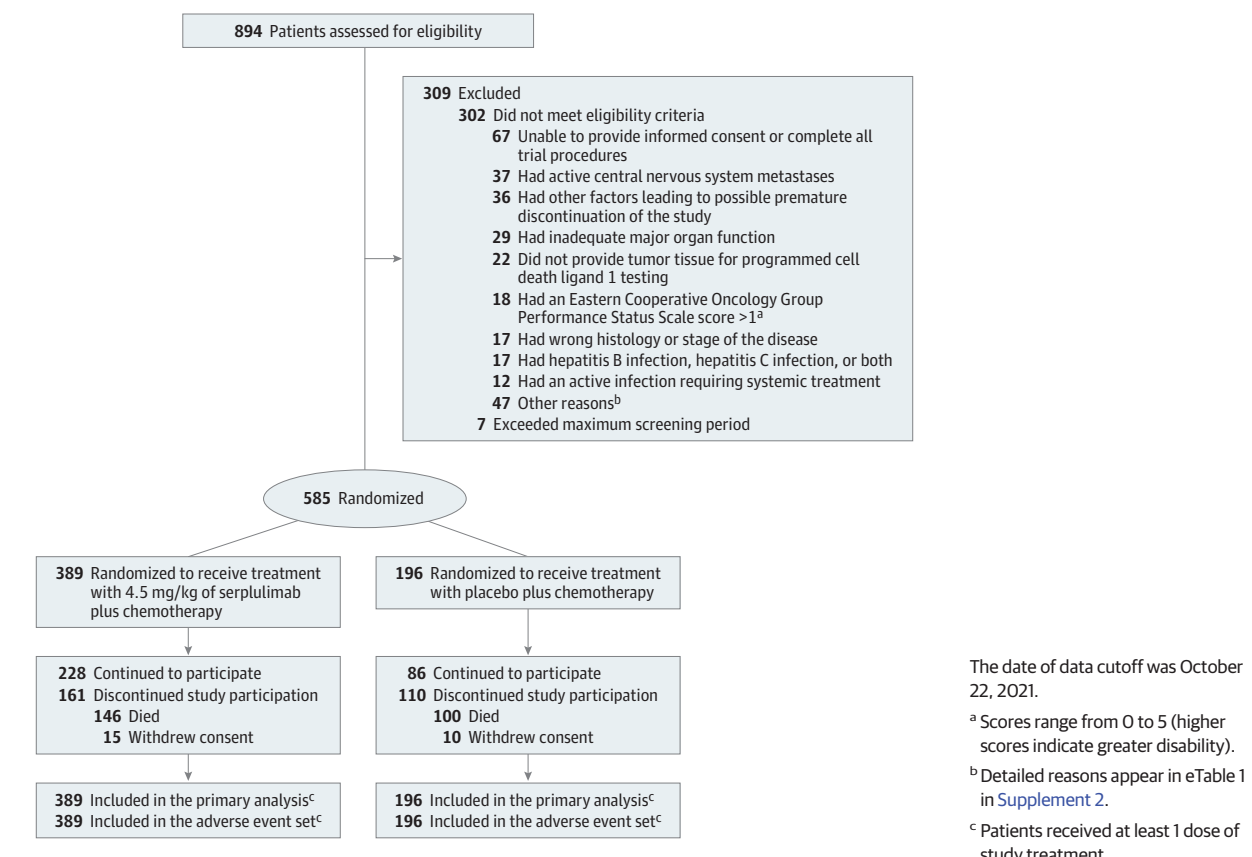 894 Patients assessed for eligibility
309 Excluded
302 Did not meet eligibility criteria
67 Unable to provide informed consent or complete all
trial procedures
37 Had active central nervous system metastases
36 Had other factors leading to possible premature
discontinuation of the study
29 Had inadequate major organ function
22 Did not provide tumor tissue for programmed cell
death ligand 1 testing
18 Had an Eastern Cooperative Oncology Group
Performance Status Scale score >1a
17 Had wrong histology or stage of the disease
17 Had hepatitis B infection, hepatitis C infection, or both
12 Had an active infection requiring systemic treatment
47 Other reasonsb
7 Exceeded maximum screening period
585 Randomized
389 Randomized to receive treatment
with 4.5 mg/kg of serplulimab
plus chemotherapy
196 Randomized to receive treatment
with placebo plus chemotherapy
228 Continued to participate
161 Discontinued study participation
146 Died
15 Withdrew consent
86 Continued to participate
110 Discontinued study participation
100 Died
10 Withdrew consent
389 Included in the primary analysisc
389 Included in the adverse event setc
196 Included in the primary analysisc
196 Included in the adverse event setc
The date of data cutoff was October
22, 2021.
a Scores range from 0 to 5 (higher
scores indicate greater disability).
b Detailed reasons appear in eTable 1
in Supplement 2.
c Patients received at least 1 dose of
study treatment